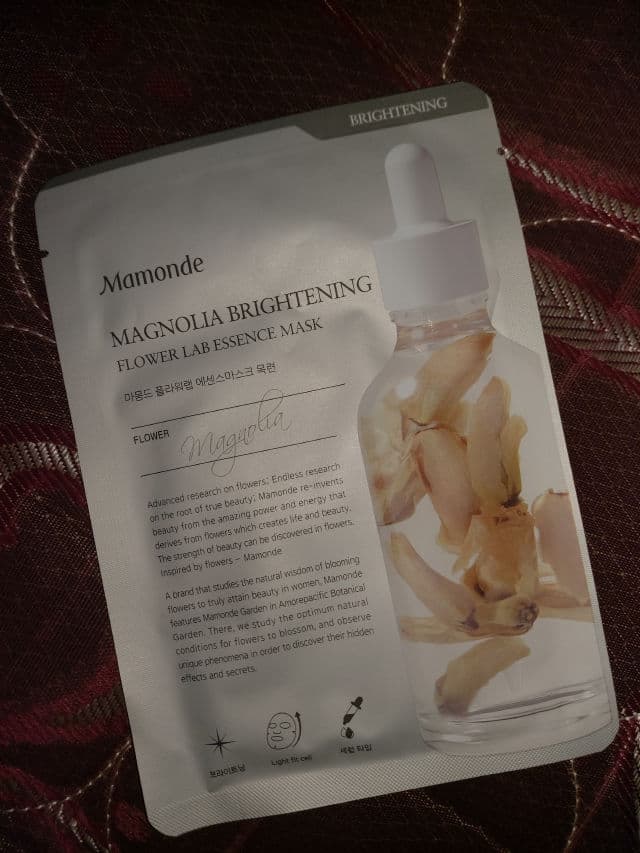 BRIGHTENING
Mamonde
MAGNOLIA BRIGHTENING
FLOWER LAB ESSENCE MASK
마몽드 플라워랩 에센스마스크 목련
FLOWER Magnolia
Advanced research on flowers; Endless research
on the root of true beauty; Mamonde re-invents
beauty from the amazing power and energy that
derives from flowers which creates life and beauty.
The strength of beauty can be discovered in flowers.
Inspired by flowers - Mamonde
A brand that studies the natural wisdom of blooming
flowers to truly attain beauty in women, Mamonde
features Mamonde Garden in Amorepacific Botanical
Garden. There, we study the optimum natural
conditions for flowers to blossom, and observe
unique phenomena in order to discover their hidden
effects and secrets.
브라이트닝
Light fit cell
세럼 타입